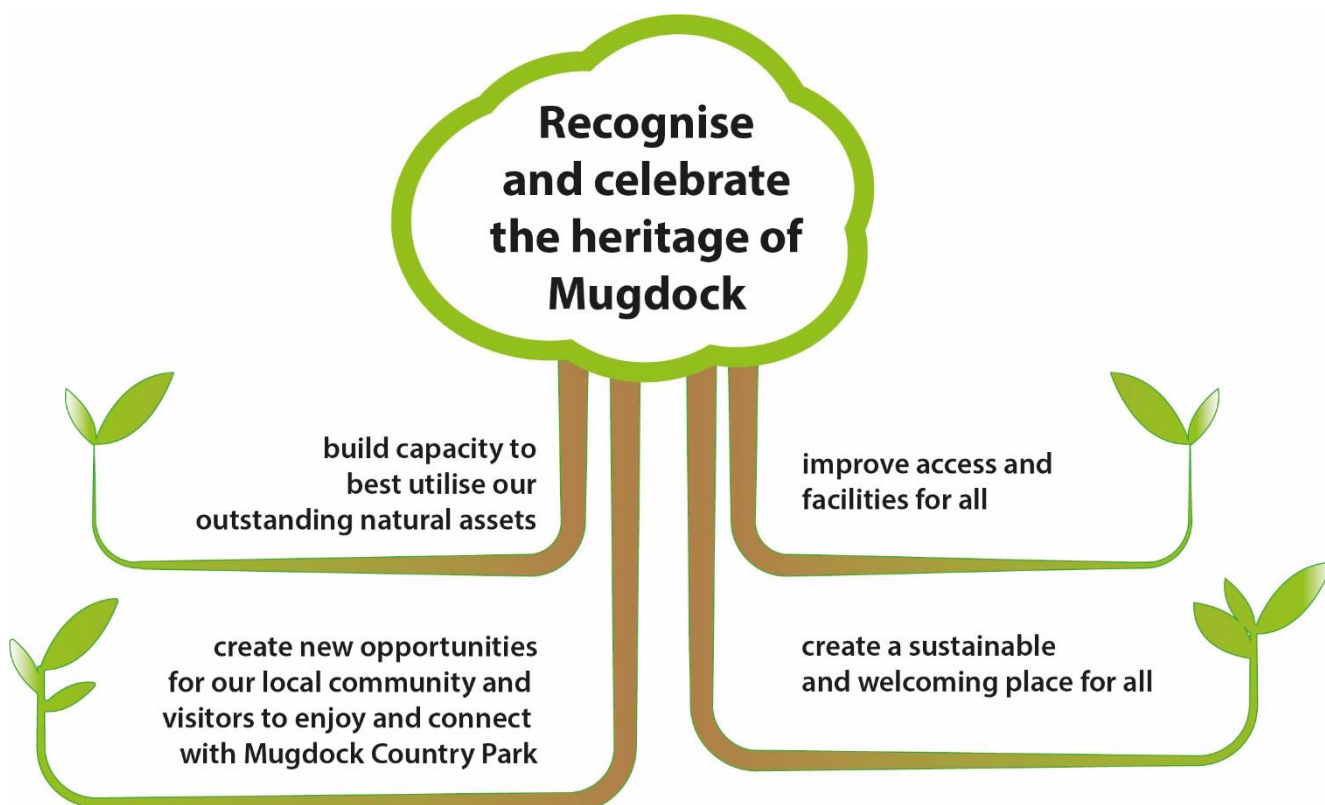 Recognise
and celebrate
the heritage of
Mugdock
build capacity to
best utilise our
outstanding natural assets
improve access and
facilities for all
create new opportunities
for our local community and
visitors to enjoy and connect
with Mugdock Country Park
create a sustainable
and welcoming place for all